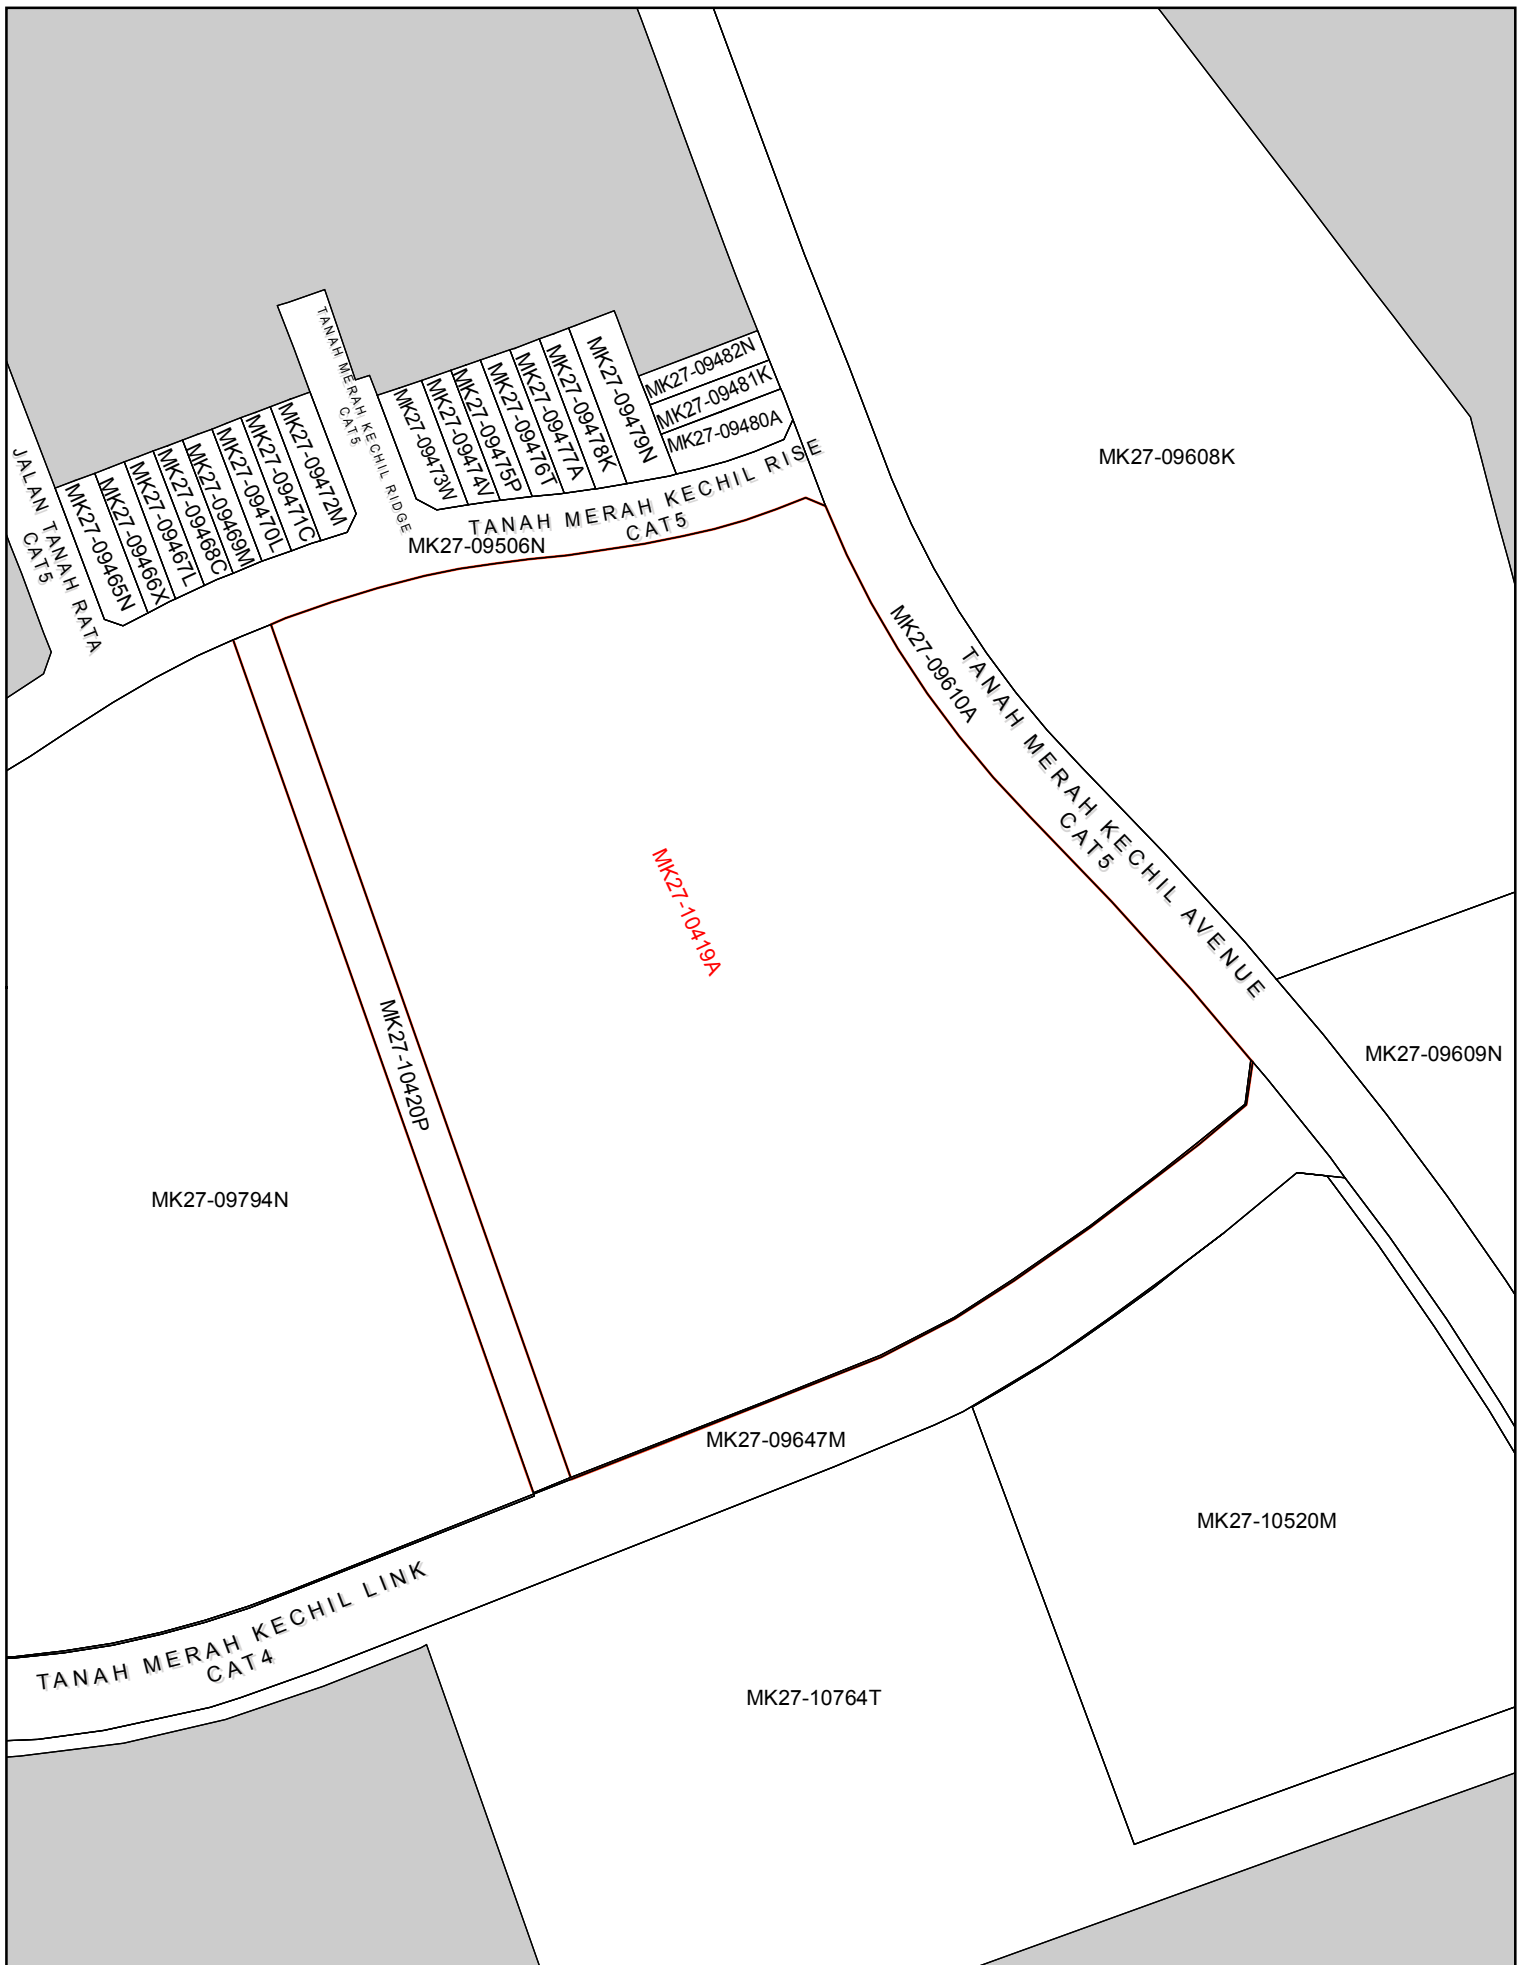 TANAH MERAH KECHIL RIDGE
CAT5
MK27-09482N
MK27-09481K
MK27-09480A
MK27-09479N
MK27-09478K
MK27-09477A
MK27-09476T
MK27-09475P
MK27-09474V
MK27-09473W
MK27-09472M
MK27-09471C
MK27-09470L
MK27-09469M
MK27-09468C
MK27-09467L
MK27-09466X
MK27-09465N
JALAN TANAH RATA
CAT5
TANAH MERAH KECHIL RISE
CAT5
MK27-09506N
MK27-09608K
MK27-09610A
TANAH MERAH KECHIL AVENUE
CAT5
MK27-10419A
MK27-10420P
MK27-09609N
MK27-09794N
MK27-09647M
MK27-10520M
TANAH MERAH KECHIL LINK
CAT4
MK27-10764T